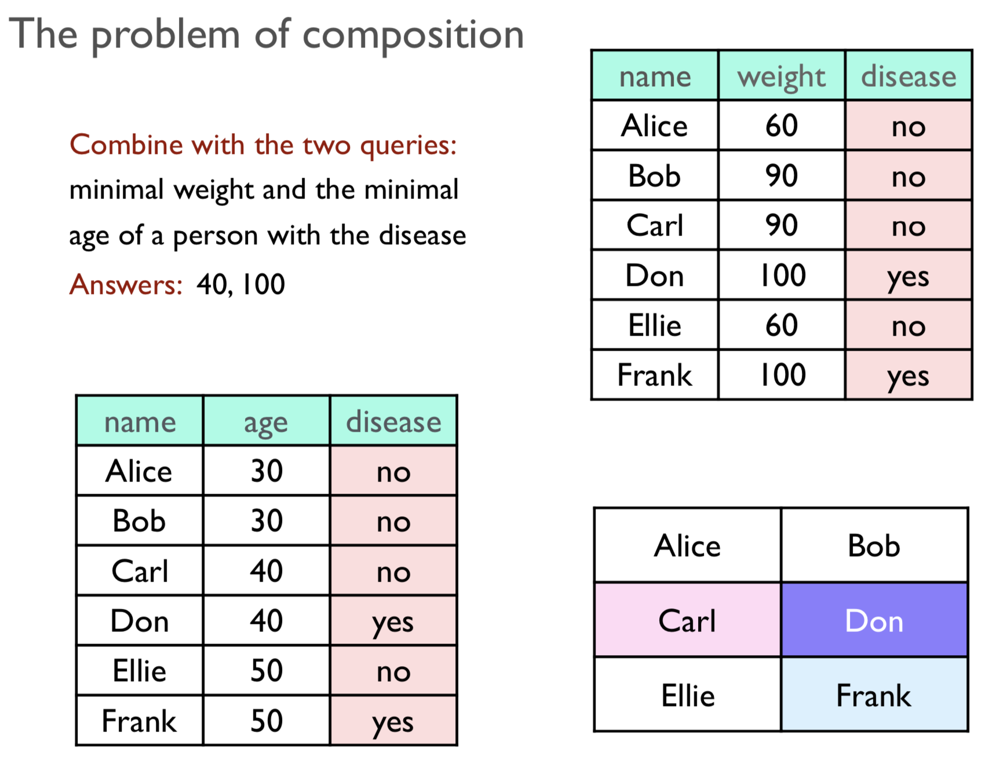 The problem of composition
Combine with the two queries:
minimal weight and the minimal
age of a person with the disease
Answers: 40, 100
name weight disease
Alice 60 no
Bob 90 no
Carl 90 no
Don 100 yes
Ellie 60 no
Frank 100 yes
name age disease
Alice 30 no
Bob 30 no
Carl 40 no
Don 40 yes
Ellie 50 no
Frank 50 yes
Alice Bob
Carl Don
Ellie Frank